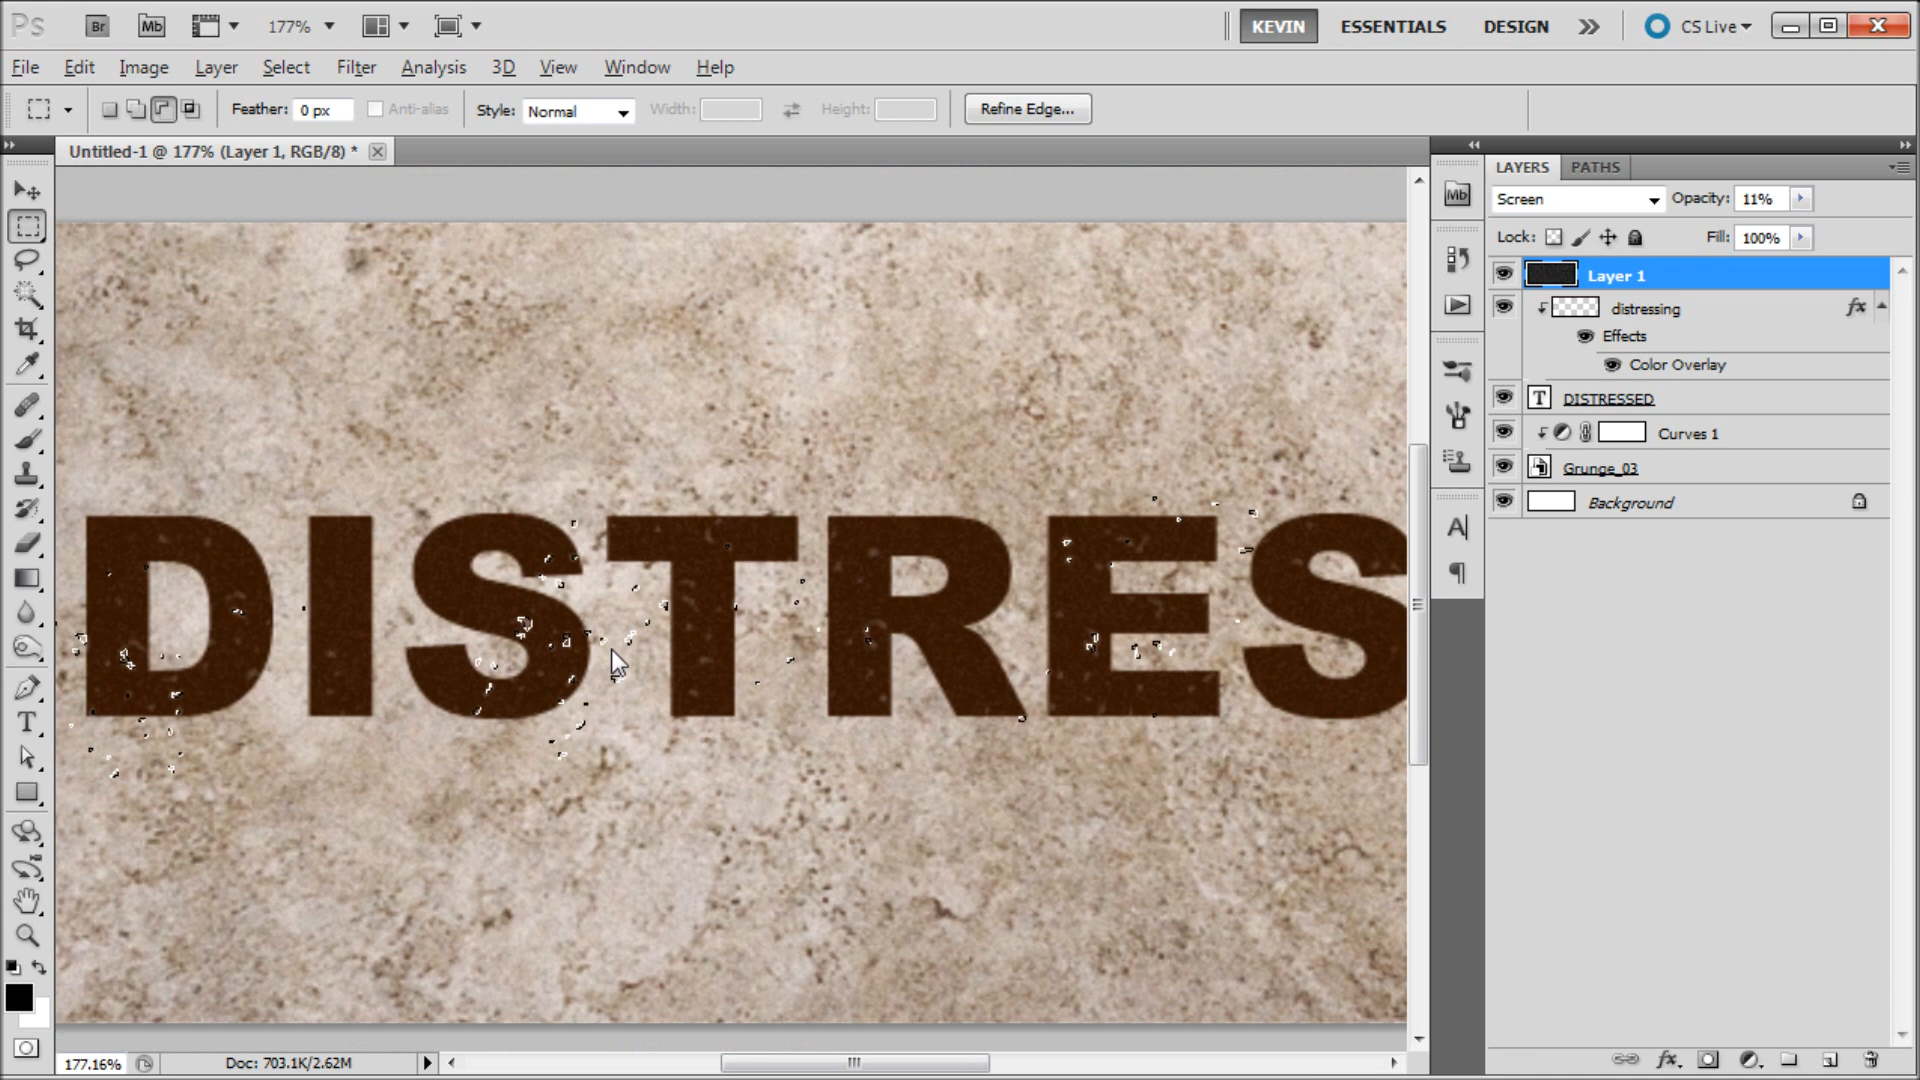 Ps Br Mb 177% KEVIN ESSENTIALS DESIGN CS Live
File Edit Image Layer Select Filter Analysis 3D View Window Help
Feather: 0 px Anti-alias Style: Normal Width: Height: Refine Edge...
Untitled-1 @ 177% (Layer 1, RGB/8) *
LAYERS PATHS
Mb
Screen Opacity: 11%
Lock: Fill: 100%
Layer 1
distressing fx
Effects
Color Overlay
T DISTRESSED
Curves 1
Grunge_03
Background
A
T
DISTRES
177.16% Doc: 703.1K/2.62M
fx